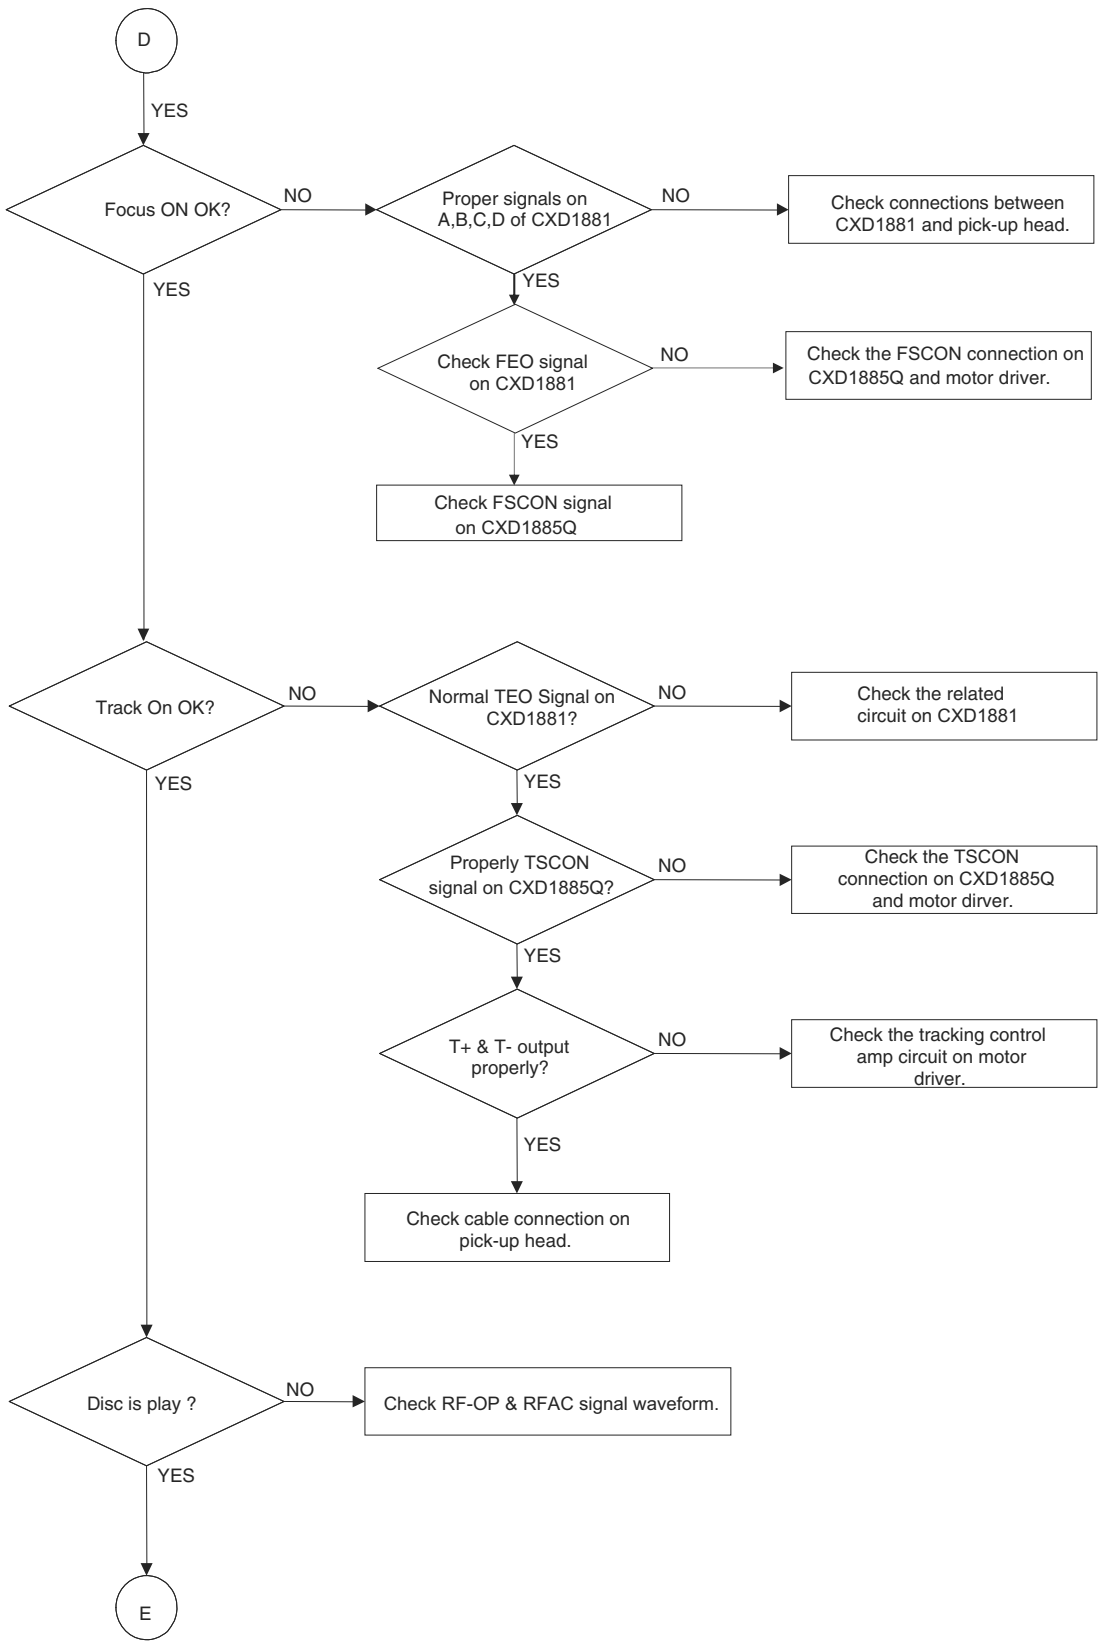 D
YES
Focus ON OK?
NO
Proper signals on
A,B,C,D of CXD1881
NO
Check connections between
CXD1881 and pick-up head.
YES
YES
Check FEO signal
on CXD1881
NO
Check the FSCON connection on
CXD1885Q and motor driver.
YES
Check FSCON signal
on CXD1885Q
Track On OK?
NO
Normal TEO Signal on
CXD1881?
NO
Check the related
circuit on CXD1881
YES
YES
Properly TSCON
signal on CXD1885Q?
NO
Check the TSCON
connection on CXD1885Q
and motor dirver.
YES
T+ & T- output
properly?
NO
Check the tracking control
amp circuit on motor
driver.
YES
Check cable connection on
pick-up head.
Disc is play ?
NO
Check RF-OP & RFAC signal waveform.
YES
E